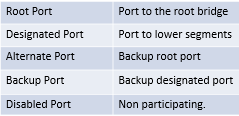 Root Port Port to the root bridge
Designated Port Port to lower segments
Alternate Port Backup root port
Backup Port Backup designated port
Disabled Port Non participating.